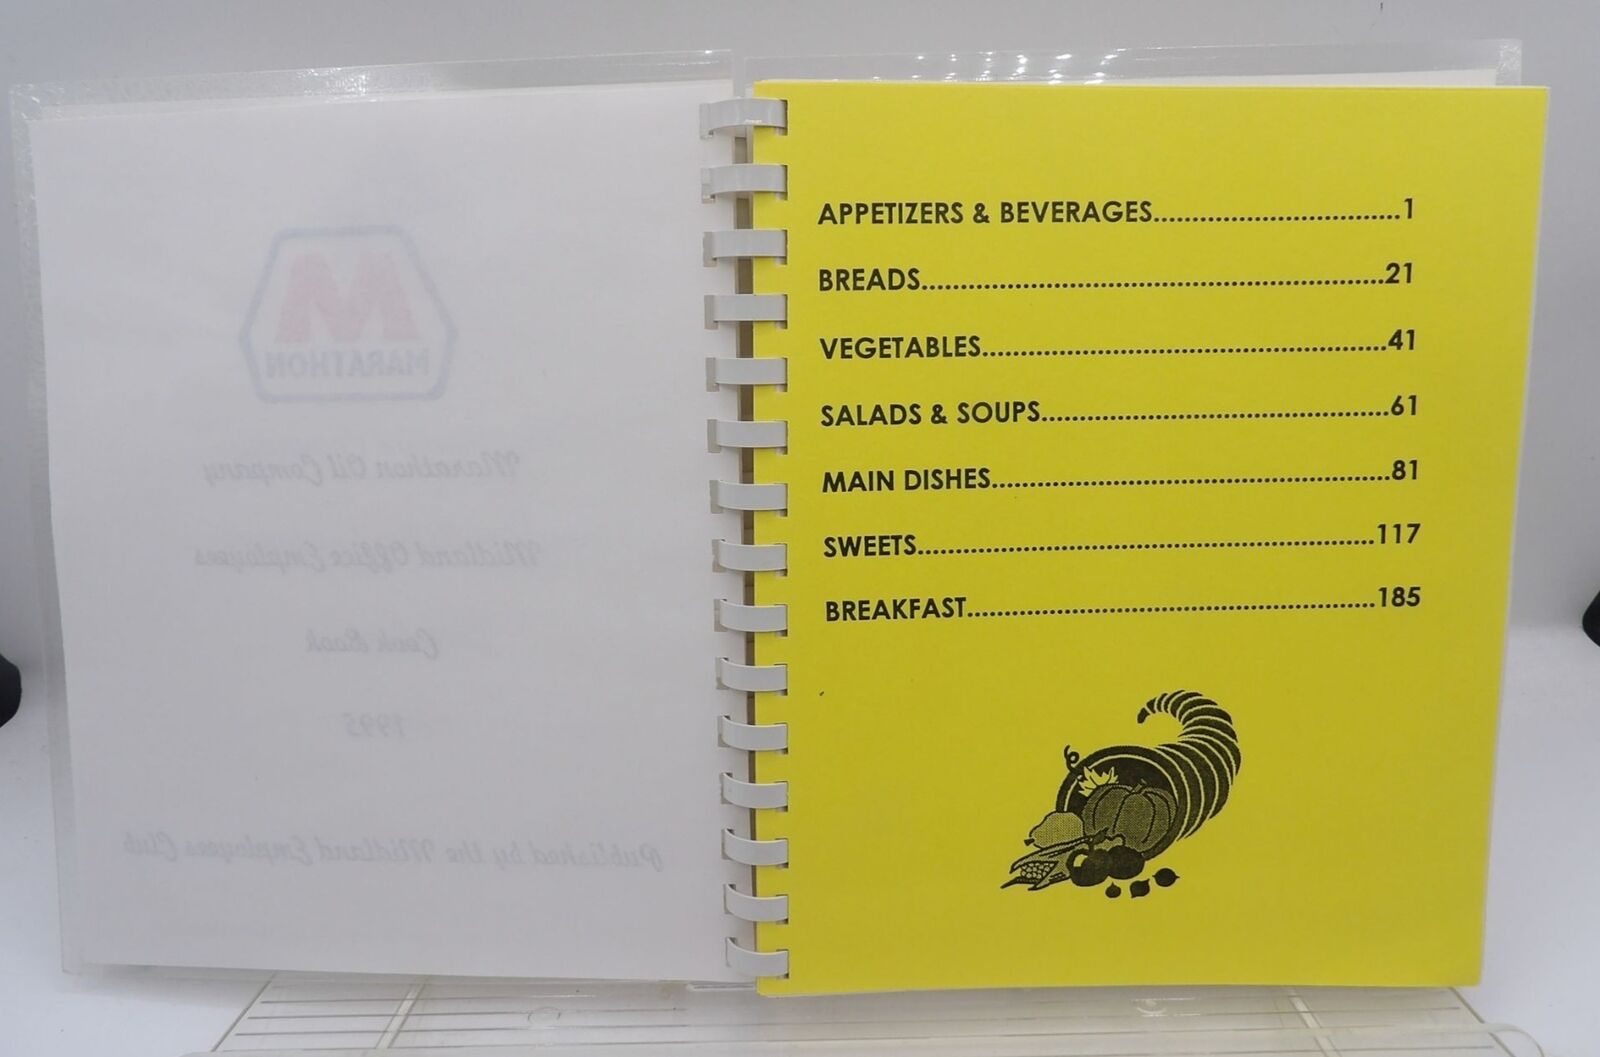 M
MARATHON
Marathon Oil Company
Midland Office Employees
Cook Book
1995
Published by the Midland Employees Club
APPETIZERS & BEVERAGES................................1
BREADS............................................................21
VEGETABLES.....................................................41
SALADS & SOUPS.............................................61
MAIN DISHES....................................................81
SWEETS............................................................117
BREAKFAST.....................................................185